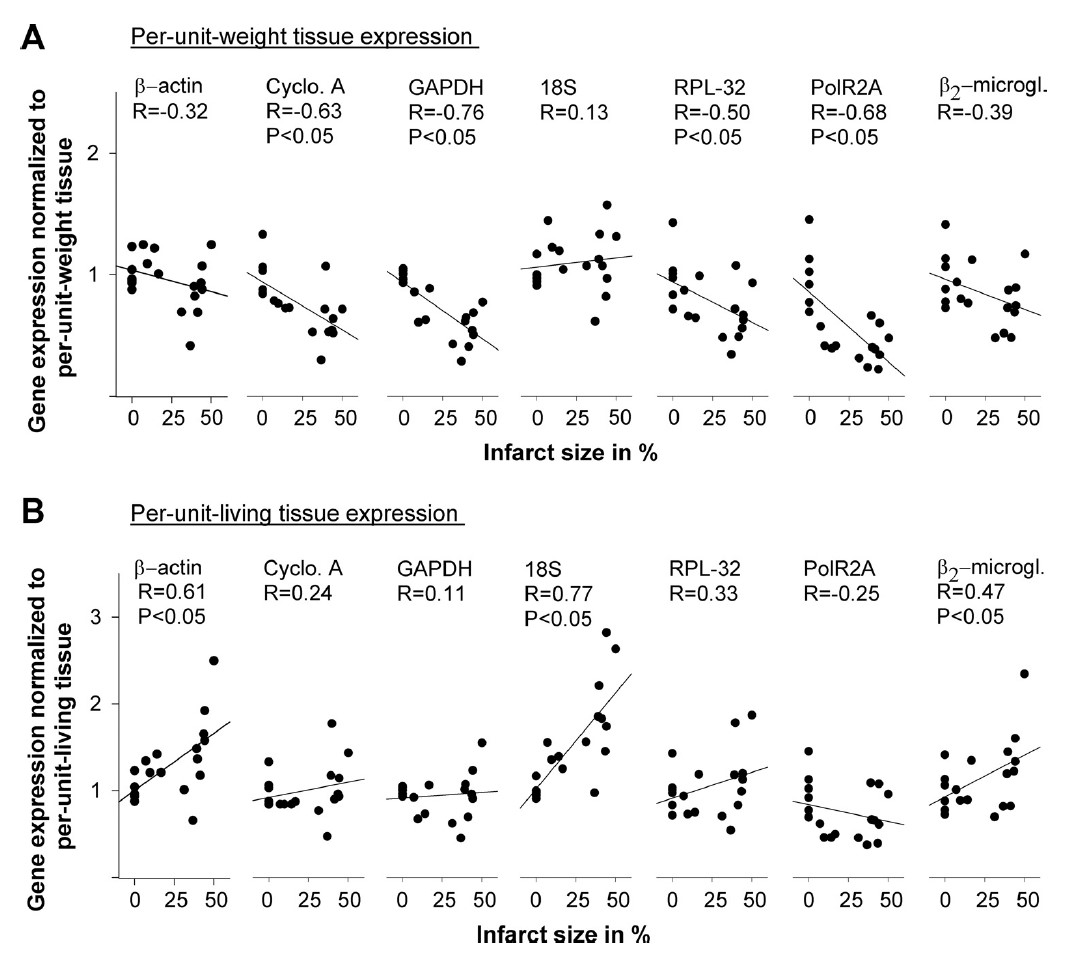 A
Per-unit-weight tissue expression
β−actin
R=-0.32
Cyclo. A
R=-0.63
P<0.05
GAPDH
R=-0.76
P<0.05
18S
R=0.13
RPL-32
R=-0.50
P<0.05
PolR2A
R=-0.68
P<0.05
β2−microgl.
R=-0.39
Gene expression normalized to
per-unit-weight tissue
2
1
0 25 50 0 25 50 0 25 50 0 25 50 0 25 50 0 25 50 0 25 50
Infarct size in %
B
Per-unit-living tissue expression
β−actin
R=0.61
P<0.05
Cyclo. A
R=0.24
GAPDH
R=0.11
18S
R=0.77
P<0.05
RPL-32
R=0.33
PolR2A
R=-0.25
β2−microgl.
R=0.47
P<0.05
Gene expression normalized to
per-unit-living tissue
3
2
1
0 25 50 0 25 50 0 25 50 0 25 50 0 25 50 0 25 50 0 25 50
Infarct size in %